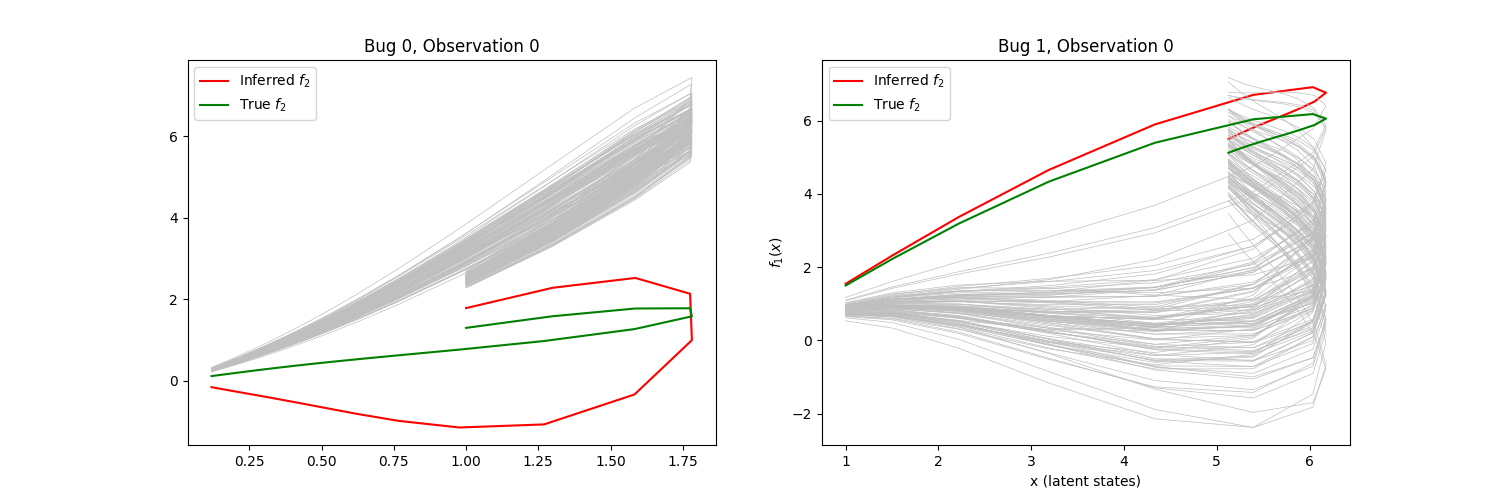 Bug 0, Observation 0
Inferred f₂
True f₂
6
4
2
0
0.25 0.50 0.75 1.00 1.25 1.50 1.75
Bug 1, Observation 0
Inferred f₂
True f₂
f₁(x)
6
4
2
0
−2
1 2 3 4 5 6
x (latent states)